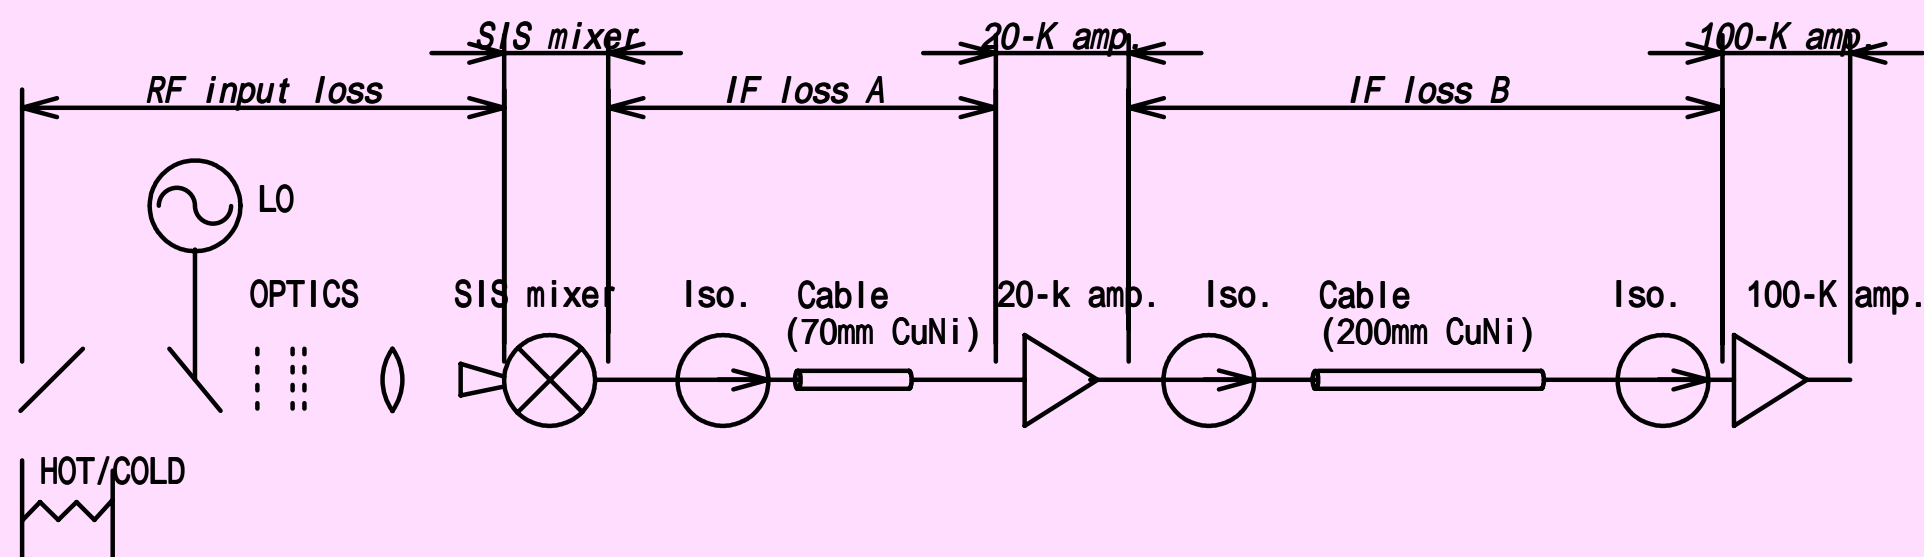 SIS mixer
20-K amp.
100-K amp.
RF input loss
IF loss A
IF loss B
LO
OPTICS
SIS mixer
Iso.
Cable
(70mm CuNi)
20-k amp.
Iso.
Cable
(200mm CuNi)
Iso.
100-K amp.
HOT/COLD